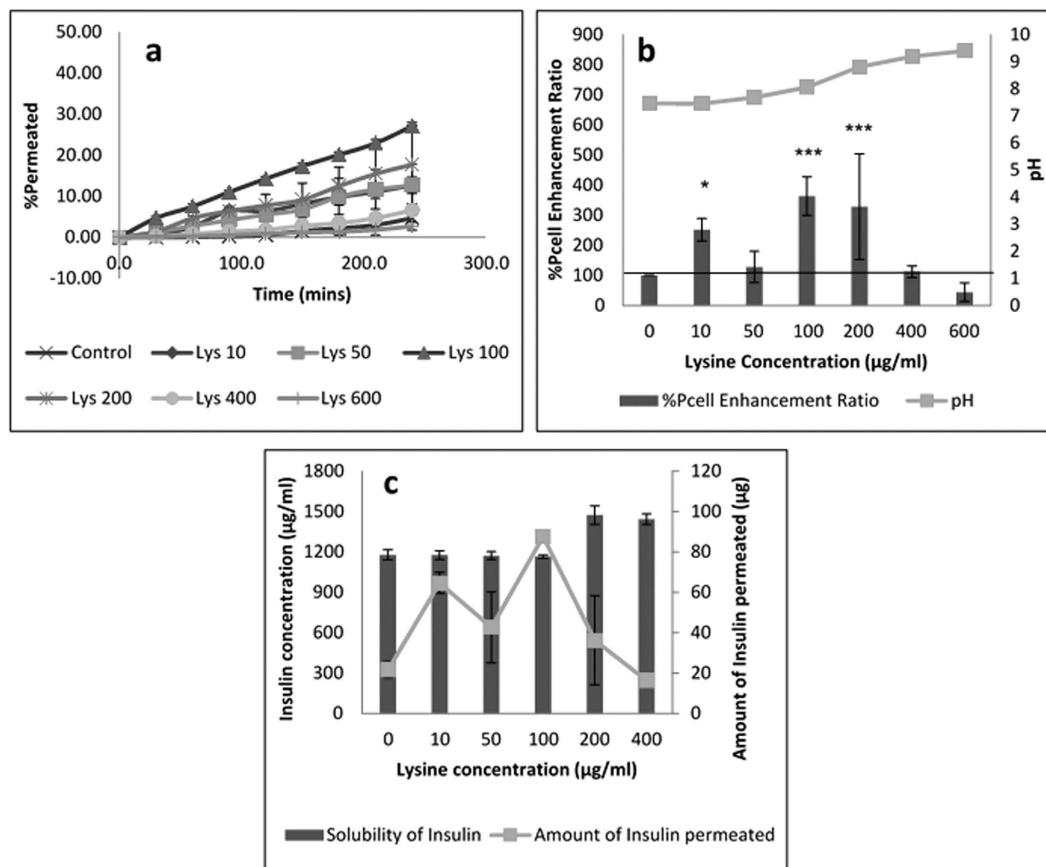 a
50.00
40.00
30.00
20.00
10.00
0.00
-10.00
%Permeated
0.00 100.0 200.0 300.0
Time (mins)
Control Lys 10 Lys 50 Lys 100
Lys 200 Lys 400 Lys 600
b
900
800
700
600
500
400
300
200
100
0
%Pcell Enhancement Ratio
10
9
8
7
6
5
4
3
2
1
0
pH
*
***
***
0 10 50 100 200 400 600
Lysine Concentration (µg/ml)
%Pcell Enhancement Ratio pH
c
1800
1500
1200
900
600
300
0
Insulin concentration (µg/ml)
120
100
80
60
40
20
0
Amount of Insulin permeated (µg)
0 10 50 100 200 400
Lysine concentration (µg/ml)
Solubility of Insulin Amount of Insulin permeated